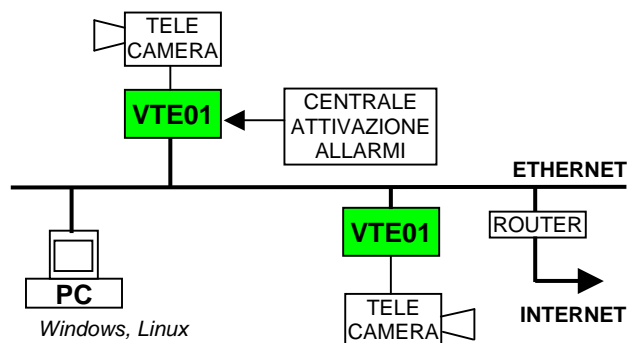 TELE
CAMERA
VTE01
CENTRALE
ATTIVAZIONE
ALLARMI
ETHERNET
VTE01
ROUTER
PC
Windows, Linux
TELE
CAMERA
INTERNET